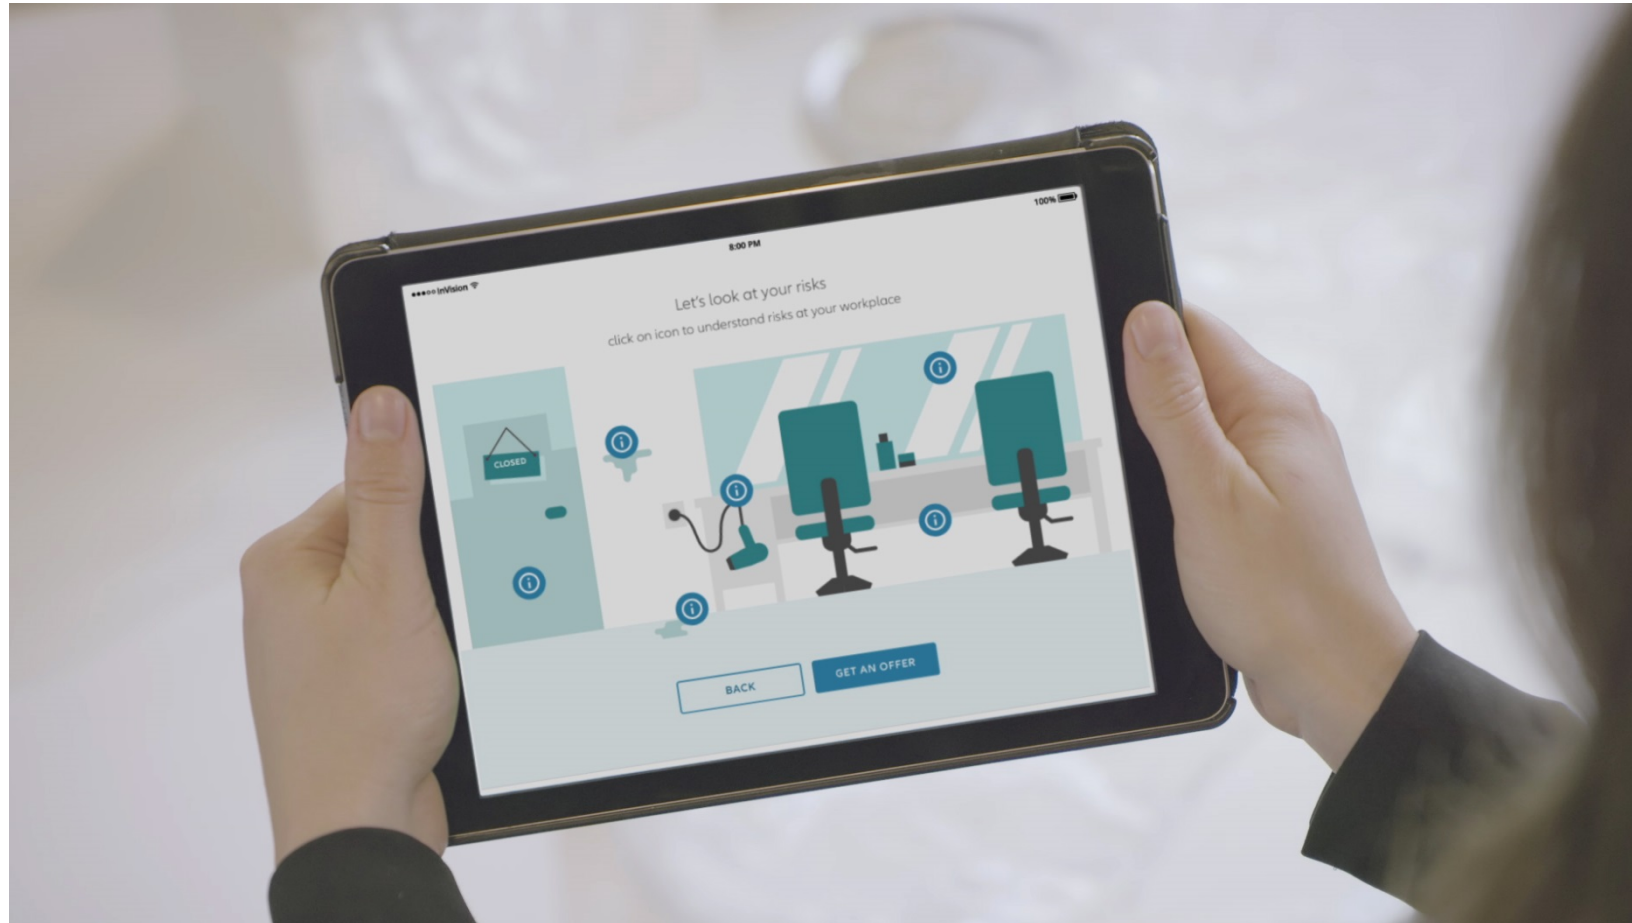 ●●●○○ InVision
8:00 PM
100%
Let's look at your risks
click on icon to understand risks at your workplace
CLOSED
BACK
GET AN OFFER